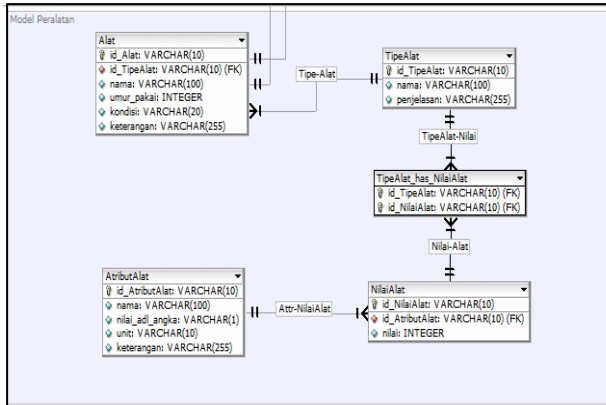 Model Peralatan
Alat
id_Alat: VARCHAR(10)
id_TipeAlat: VARCHAR(10) (FK)
nama: VARCHAR(100)
umur_pakai: INTEGER
kondisi: VARCHAR(20)
keterangan: VARCHAR(255)
Tipe-Alat
TipeAlat
id_TipeAlat: VARCHAR(10)
nama: VARCHAR(100)
penjelasan: VARCHAR(255)
TipeAlat-Nilai
TipeAlat_has_NilaiAlat
id_TipeAlat: VARCHAR(10) (FK)
id_NilaiAlat: VARCHAR(10) (FK)
Nilai-Alat
AtributAlat
id_AtributAlat: VARCHAR(10)
nama: VARCHAR(100)
nilai_adl_angka: VARCHAR(1)
unit: VARCHAR(10)
keterangan: VARCHAR(255)
Attr-NilaiAlat
NilaiAlat
id_NilaiAlat: VARCHAR(10)
id_AtributAlat: VARCHAR(10) (FK)
nilai: INTEGER